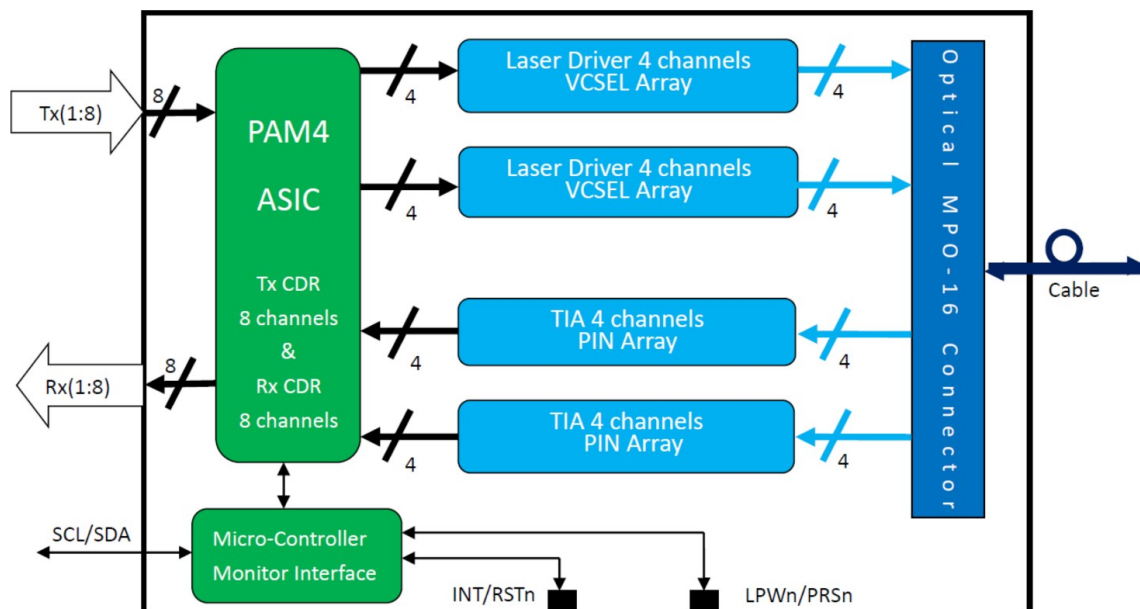 Tx(1:8)
8
PAM4
ASIC
Tx CDR
8 channels
&
Rx CDR
8 channels
4
Laser Driver 4 channels
VCSEL Array
4
4
Laser Driver 4 channels
VCSEL Array
4
Rx(1:8)
8
4
TIA 4 channels
PIN Array
4
4
TIA 4 channels
PIN Array
4
Optical MPO-16 Connector
Cable
SCL/SDA
Micro-Controller
Monitor Interface
INT/RSTn
LPWn/PRSn